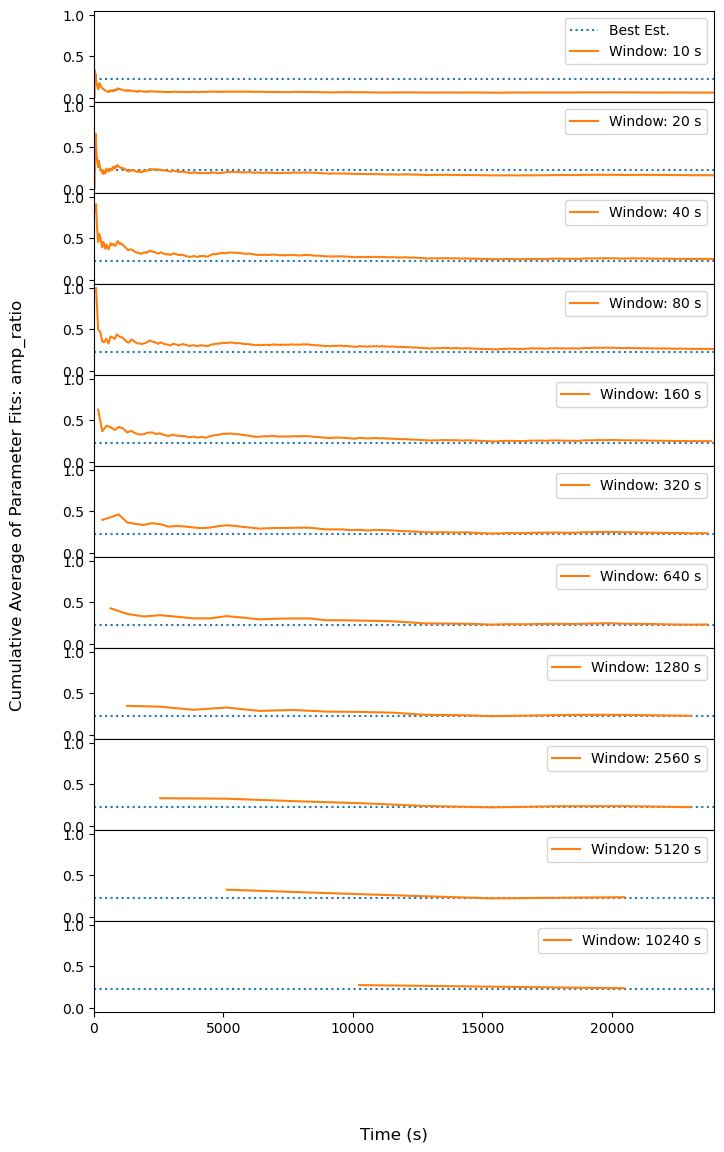 Cumulative Average of Parameter Fits: amp_ratio
1.0
0.5
0.0
Best Est.
Window: 10 s
1.0
0.5
0.0
Window: 20 s
1.0
0.5
0.0
Window: 40 s
1.0
0.5
0.0
Window: 80 s
1.0
0.5
0.0
Window: 160 s
1.0
0.5
0.0
Window: 320 s
1.0
0.5
0.0
Window: 640 s
1.0
0.5
0.0
Window: 1280 s
1.0
0.5
0.0
Window: 2560 s
1.0
0.5
0.0
Window: 5120 s
1.0
0.5
0.0
Window: 10240 s
0 5000 10000 15000 20000
Time (s)